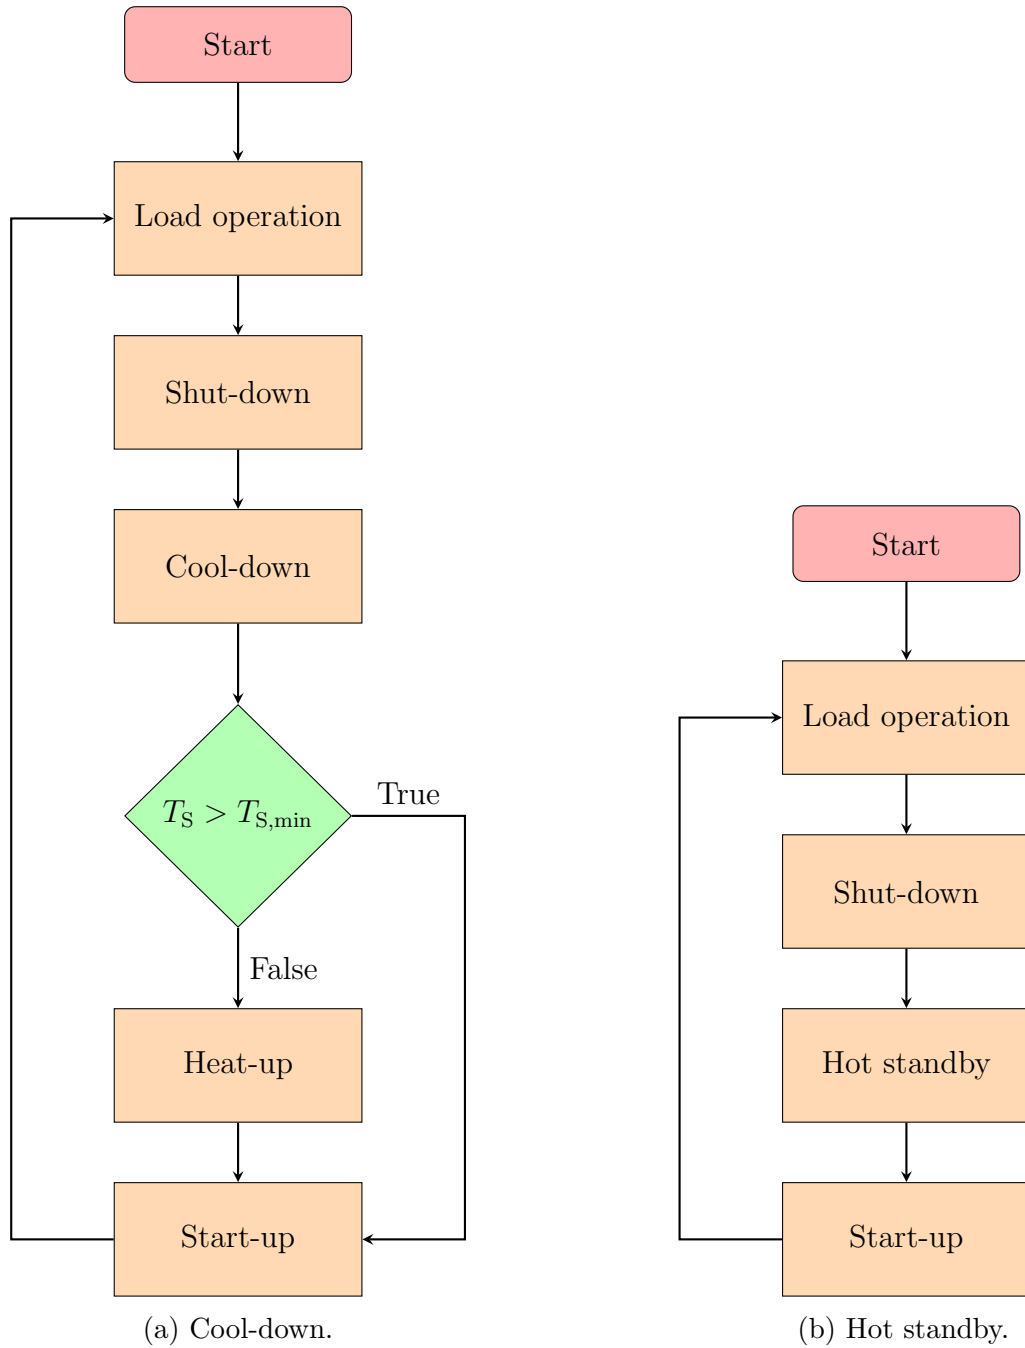 Start
Load operation
Shut-down
Cool-down
T_S > T_S,min
True
False
Heat-up
Start-up
(a) Cool-down.
Start
Load operation
Shut-down
Hot standby
Start-up
(b) Hot standby.